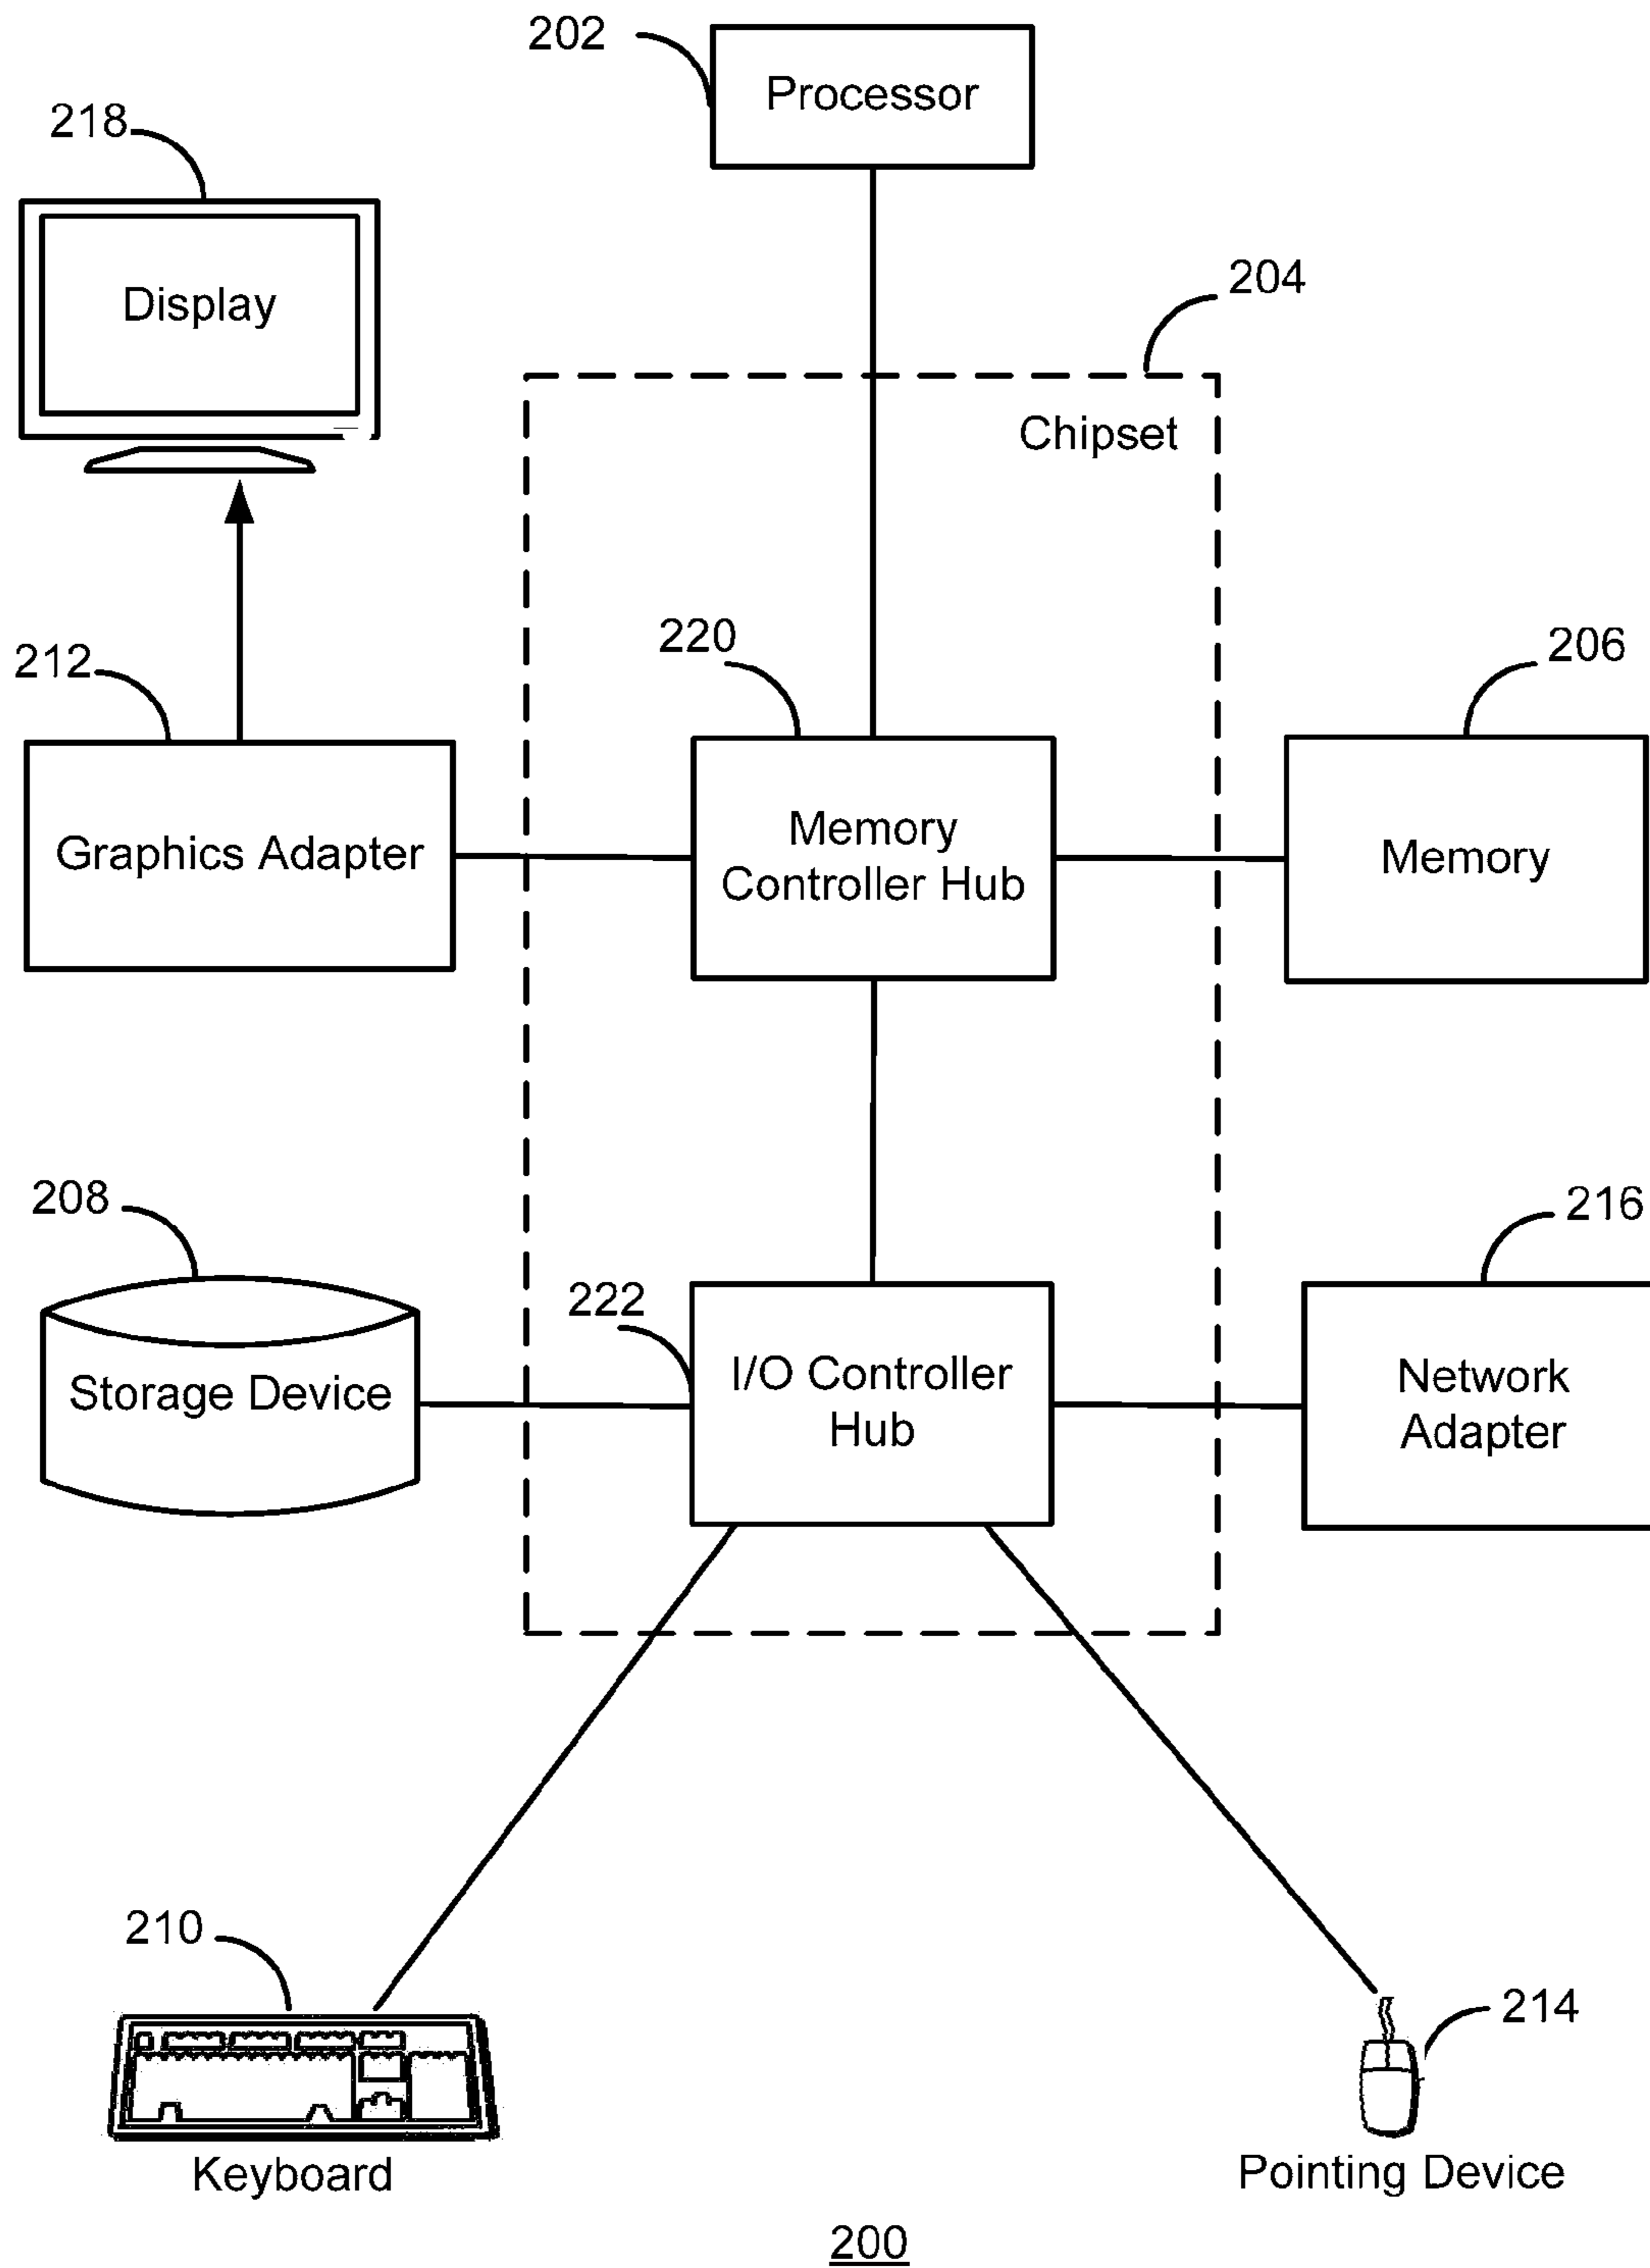 202
Processor
218
Display
204
Chipset
212
220
206
Graphics Adapter
Memory
Controller Hub
Memory
208
222
216
Storage Device
I/O Controller
Hub
Network
Adapter
210
214
Keyboard
Pointing Device
200